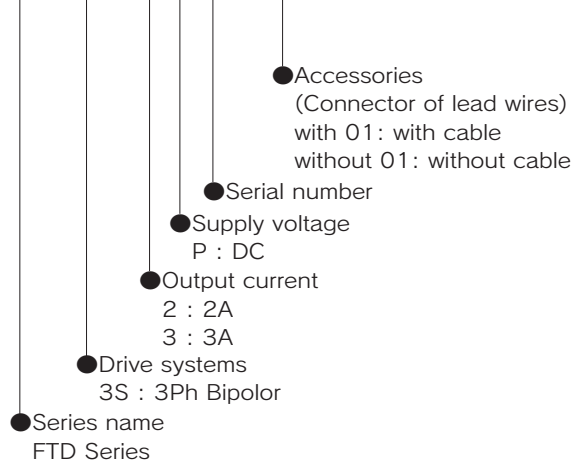 Accessories
(Connector of lead wires)
with 01: with cable
without 01: without cable
Serial number
Supply voltage
P : DC
Output current
2 : 2A
3 : 3A
Drive systems
3S : 3Ph Bipolor
Series name
FTD Series